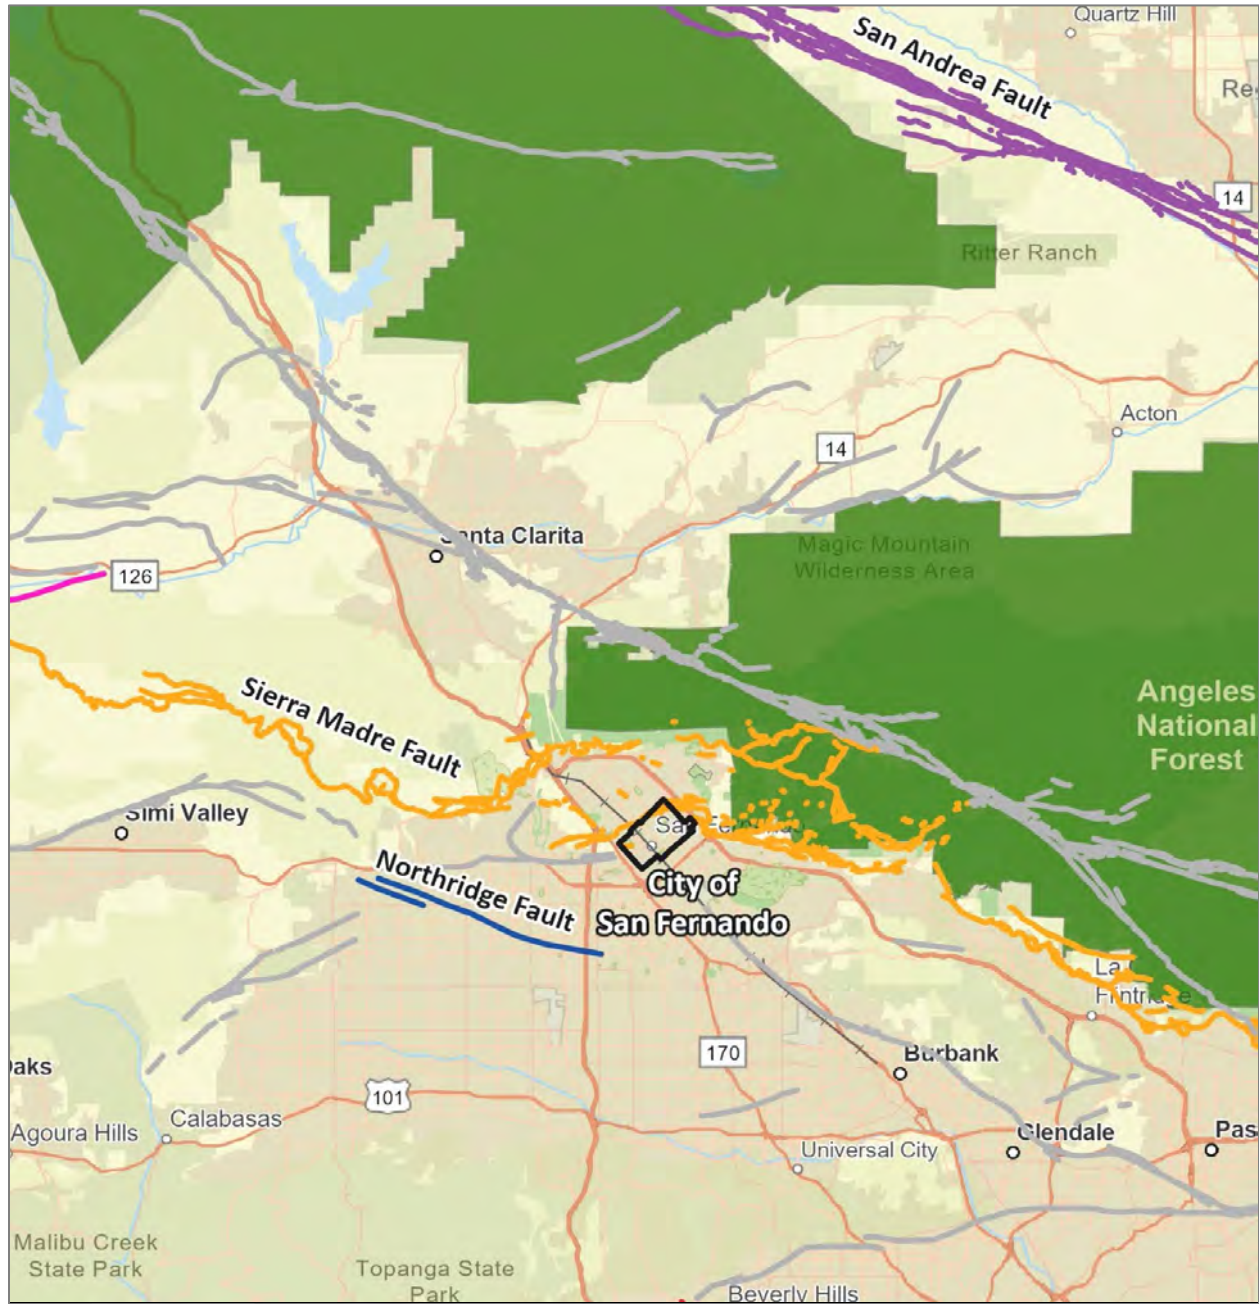 Quartz Hill
San Andrea Fault
14
Ritter Ranch
Acton
14
Santa Clarita
Magic Mountain
Wilderness Area
126
Angeles
National
Forest
Sierra Madre Fault
Simi Valley
Northridge Fault
City of
San Fernando
170
Burbank
101
Calabasas
Agoura Hills
Universal City
Glendale
Pas
Malibu Creek
State Park
Topanga State
Park
Beverly Hills